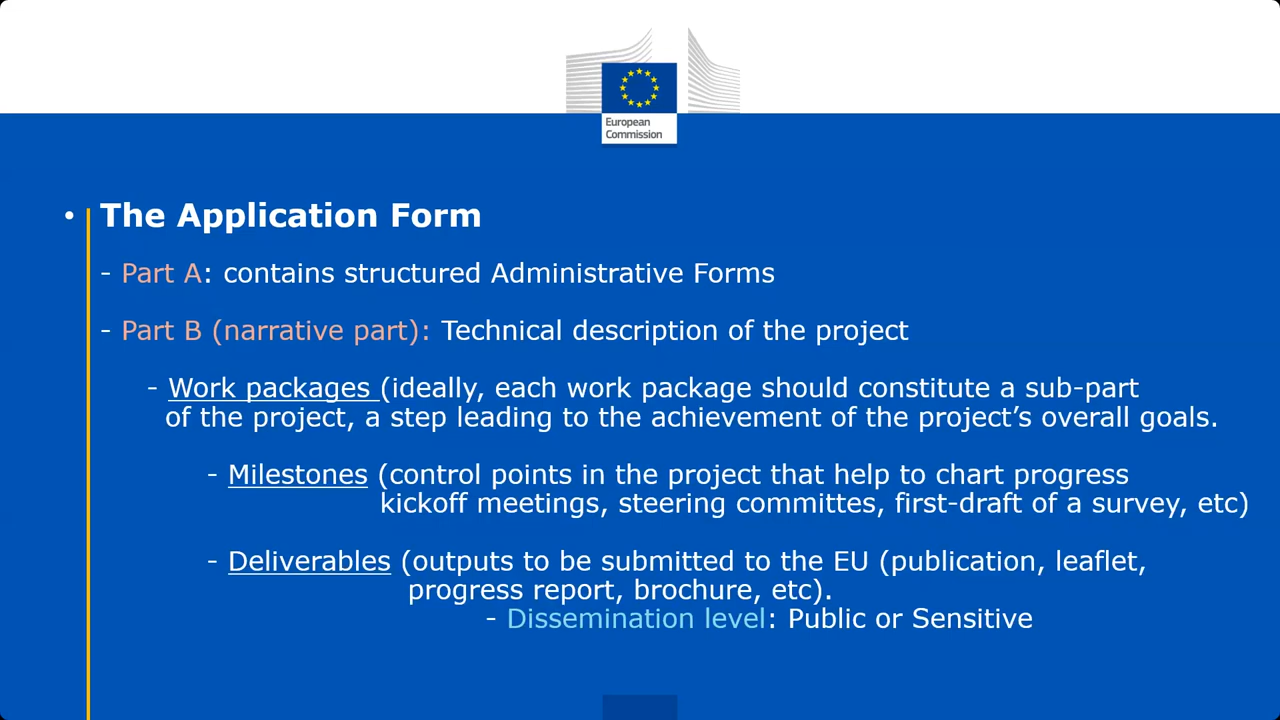 European
Commission
• The Application Form
- Part A: contains structured Administrative Forms
- Part B (narrative part): Technical description of the project
- Work packages (ideally, each work package should constitute a sub-part
of the project, a step leading to the achievement of the project’s overall goals.
- Milestones (control points in the project that help to chart progress
kickoff meetings, steering committes, first-draft of a survey, etc)
- Deliverables (outputs to be submitted to the EU (publication, leaflet,
progress report, brochure, etc).
- Dissemination level: Public or Sensitive